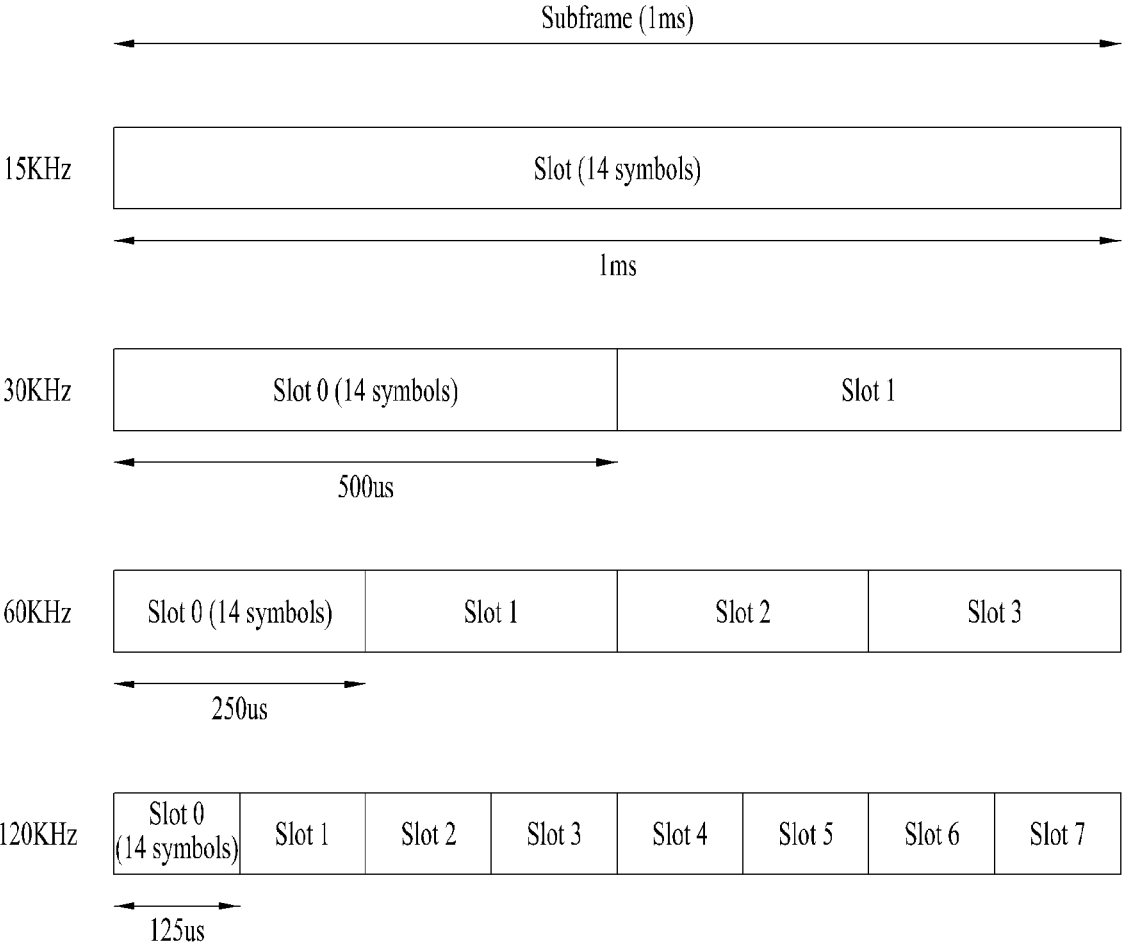 Subframe (1ms)
15KHz
Slot (14 symbols)
1ms
30KHz
Slot 0 (14 symbols)
Slot 1
500us
60KHz
Slot 0 (14 symbols)
Slot 1
Slot 2
Slot 3
250us
120KHz
Slot 0
(14 symbols)
Slot 1
Slot 2
Slot 3
Slot 4
Slot 5
Slot 6
Slot 7
125us